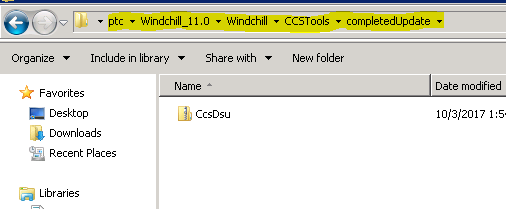 ptc Windchill_11.0 Windchill CCSTools completedUpdate
Organize Include in library Share with New folder
Favorites
Desktop
Downloads
Recent Places
Libraries
Name Date modified
CcsDsu 10/3/2017